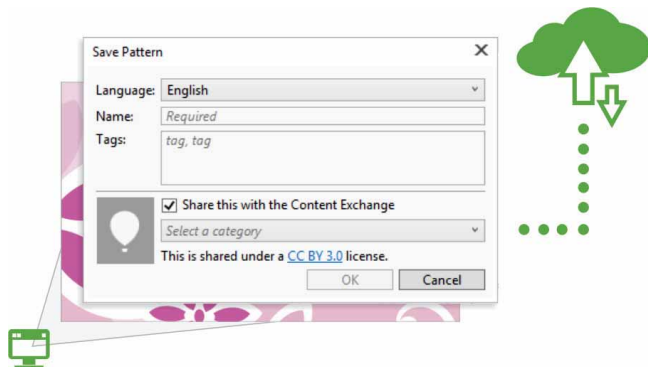 Save Pattern
Language: English
Name: Required
Tags: tag, tag
Share this with the Content Exchange
Select a category
This is shared under a CC BY 3.0 license.
OK Cancel